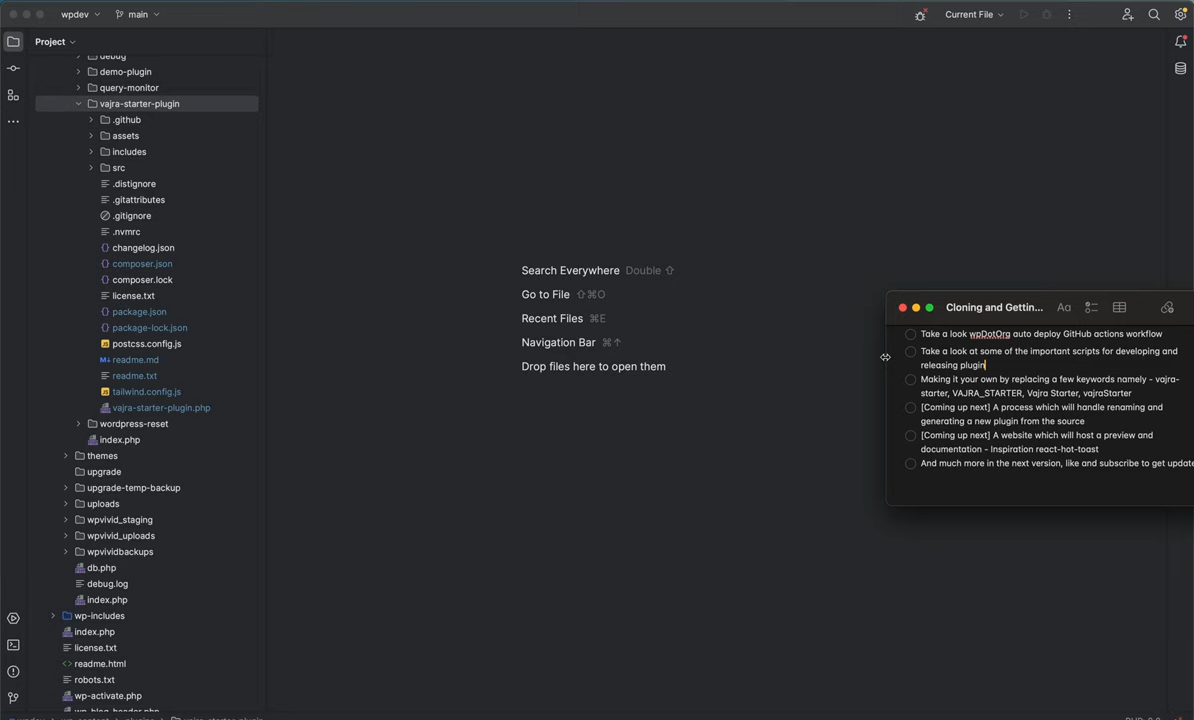 wpdev
main
Current File
Project
debug
demo-plugin
query-monitor
vajra-starter-plugin
.github
assets
includes
src
.distignore
.gitattributes
.gitignore
.nvmrc
changelog.json
composer.json
composer.lock
license.txt
package.json
package-lock.json
postcss.config.js
readme.md
readme.txt
tailwind.config.js
vajra-starter-plugin.php
wordpress-reset
index.php
themes
upgrade
upgrade-temp-backup
uploads
wpvivid_staging
wpvivid_uploads
wpvividbackups
db.php
debug.log
index.php
wp-includes
index.php
license.txt
readme.html
robots.txt
wp-activate.php
wp-blog-header.php
Search Everywhere Double ⇧
Go to File ⇧⌘O
Recent Files ⌘E
Navigation Bar ⌘↑
Drop files here to open them
Cloning and Gettin... Aa
Take a look wpDotOrg auto deploy GitHub actions workflow
Take a look at some of the important scripts for developing and
releasing plugin
Making it your own by replacing a few keywords namely - vajra-
starter, VAJRA_STARTER, Vajra Starter, vajraStarter
[Coming up next] A process which will handle renaming and
generating a new plugin from the source
[Coming up next] A website which will host a preview and
documentation - Inspiration react-hot-toast
And much more in the next version, like and subscribe to get update